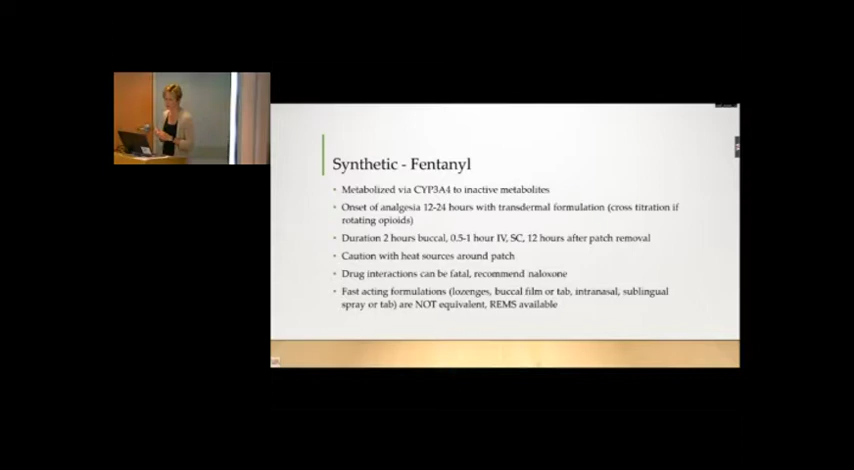 Synthetic - Fentanyl
• Metabolized via CYP3A4 to inactive metabolites
• Onset of analgesia 12-24 hours with transdermal formulation (cross titration if
rotating opioids)
• Duration 2 hours buccal, 0.5-1 hour IV, SC, 12 hours after patch removal
• Caution with heat sources around patch
• Drug interactions can be fatal, recommend naloxone
• Fast acting formulations (lozenges, buccal film or tab, intranasal, sublingual
spray or tab) are NOT equivalent, REMS available